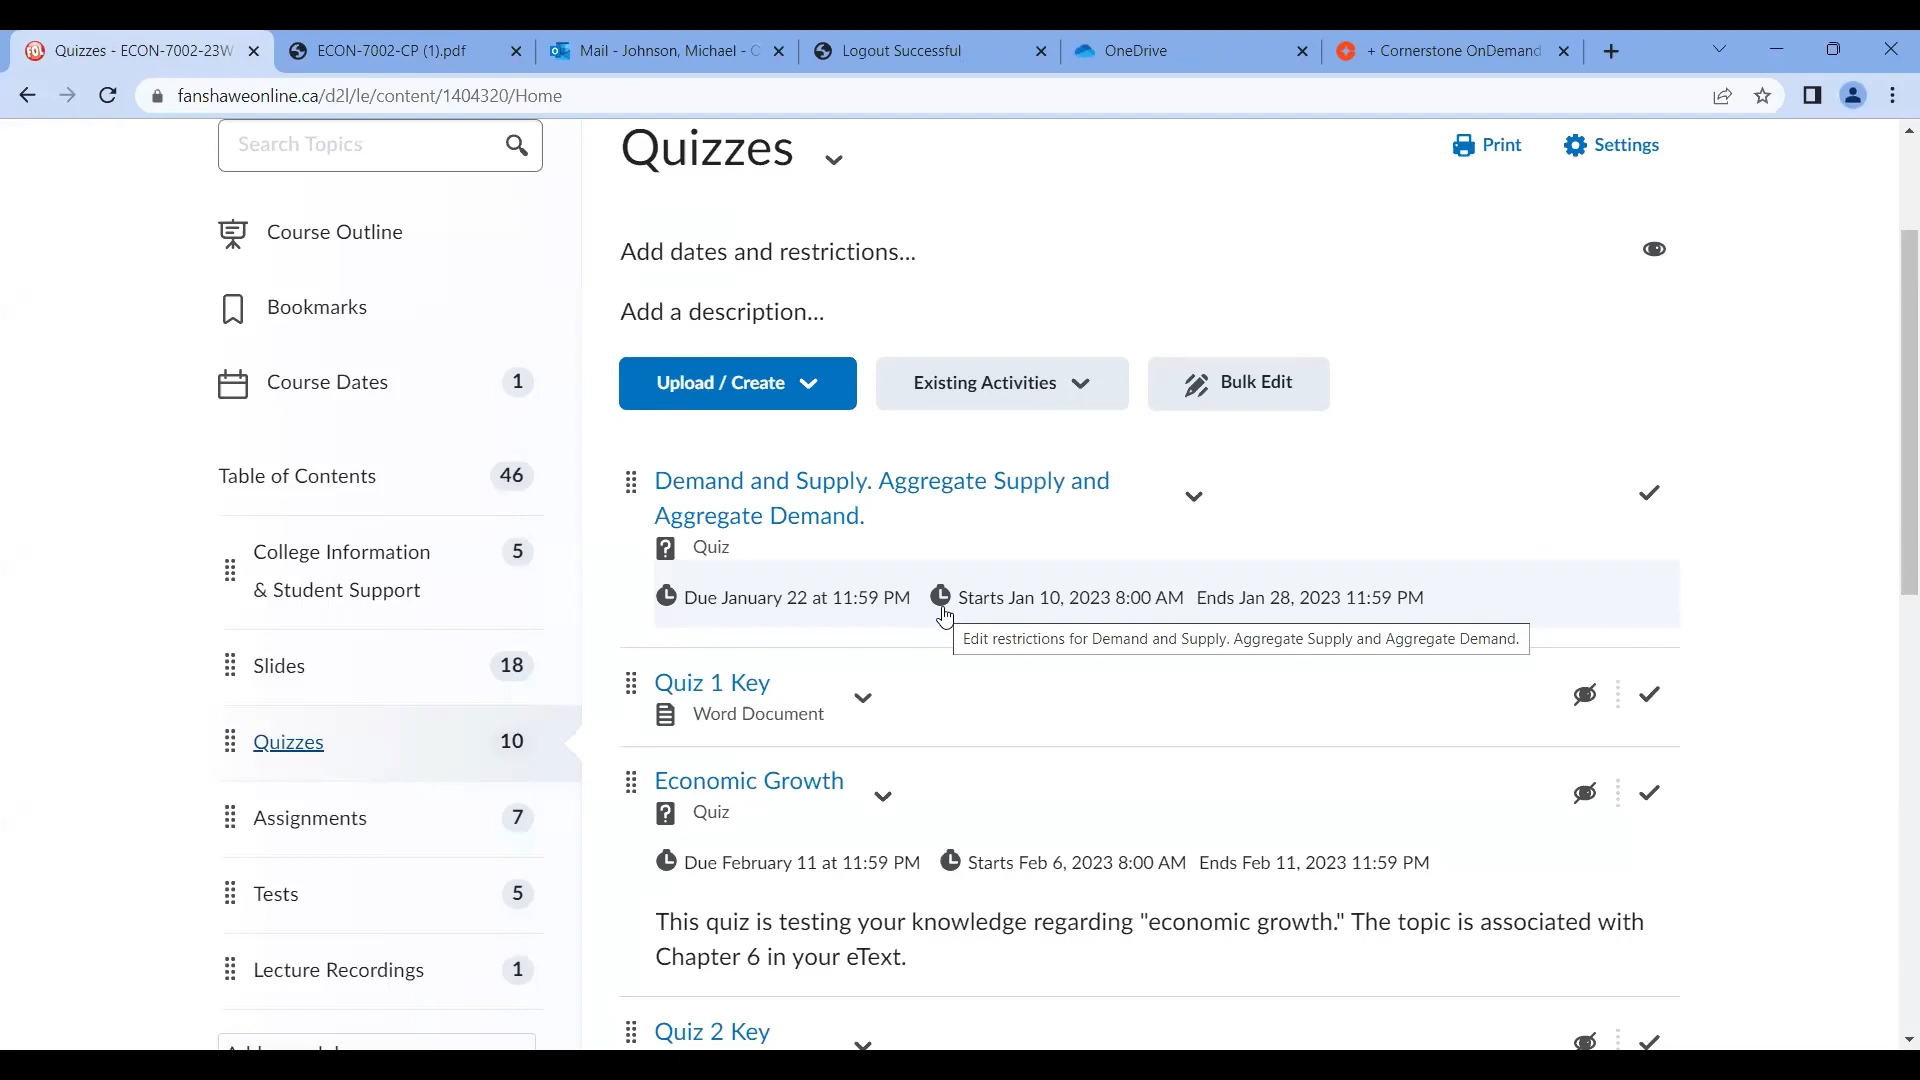 Quizzes - ECON-7002-23W
ECON-7002-CP (1).pdf
Mail - Johnson, Michael - O
Logout Successful
OneDrive
+ Cornerstone OnDemand
fanshaweonline.ca/d2l/le/content/1404320/Home
Search Topics
Quizzes
Print
Settings
Course Outline
Add dates and restrictions...
Bookmarks
Add a description...
Course Dates 1
Upload / Create
Existing Activities
Bulk Edit
Table of Contents 46
Demand and Supply. Aggregate Supply and
Aggregate Demand.
Quiz
College Information 5
& Student Support
Due January 22 at 11:59 PM Starts Jan 10, 2023 8:00 AM Ends Jan 28, 2023 11:59 PM
Edit restrictions for Demand and Supply. Aggregate Supply and Aggregate Demand.
Slides 18
Quiz 1 Key
Word Document
Quizzes 10
Economic Growth
Quiz
Assignments 7
Due February 11 at 11:59 PM Starts Feb 6, 2023 8:00 AM Ends Feb 11, 2023 11:59 PM
Tests 5
This quiz is testing your knowledge regarding "economic growth." The topic is associated with
Chapter 6 in your eText.
Lecture Recordings 1
Quiz 2 Key